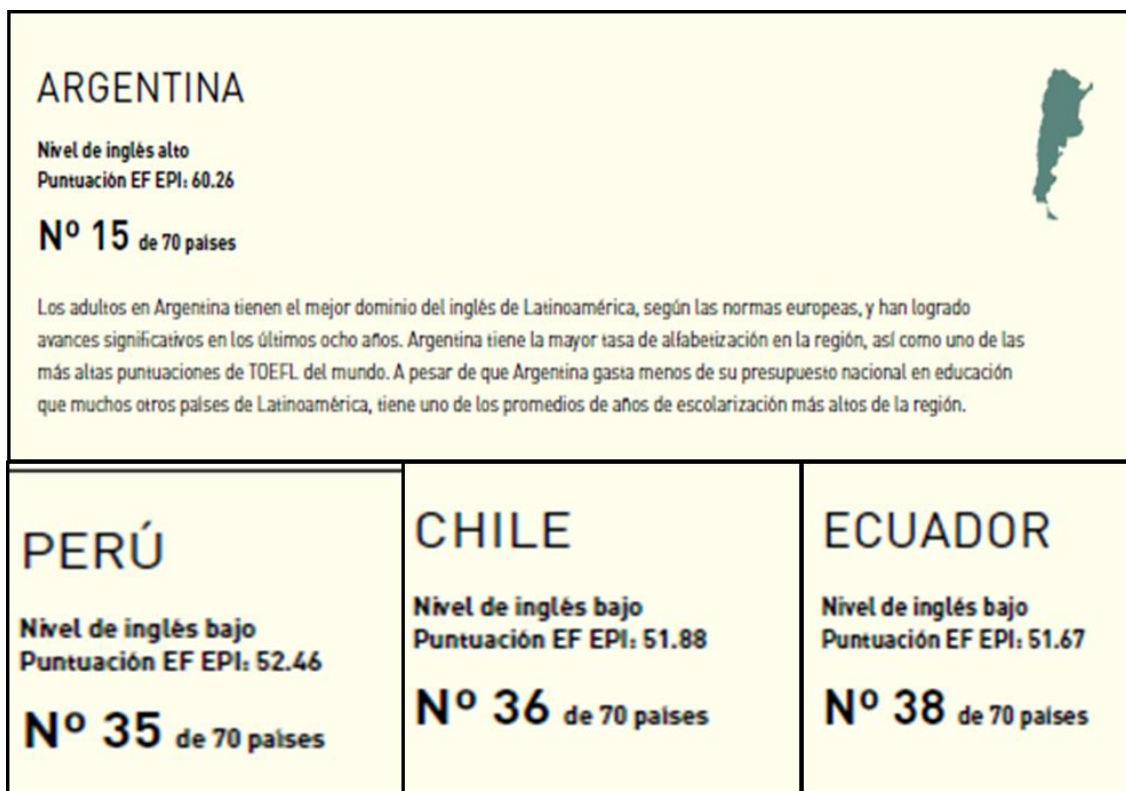 ARGENTINA
Nivel de inglés alto
Puntuación EF EPI: 60.26
Nº 15 de 70 países
Los adultos en Argentina tienen el mejor dominio del inglés de Latinoamérica, según las normas europeas, y han logrado
avances significativos en los últimos ocho años. Argentina tiene la mayor tasa de alfabetización en la región, así como uno de las
más altas puntuaciones de TOEFL del mundo. A pesar de que Argentina gasta menos de su presupuesto nacional en educación
que muchos otros países de Latinoamérica, tiene uno de los promedios de años de escolarización más altos de la región.
PERÚ
Nivel de inglés bajo
Puntuación EF EPI: 52.46
Nº 35 de 70 países
CHILE
Nivel de inglés bajo
Puntuación EF EPI: 51.88
Nº 36 de 70 países
ECUADOR
Nivel de inglés bajo
Puntuación EF EPI: 51.67
Nº 38 de 70 países